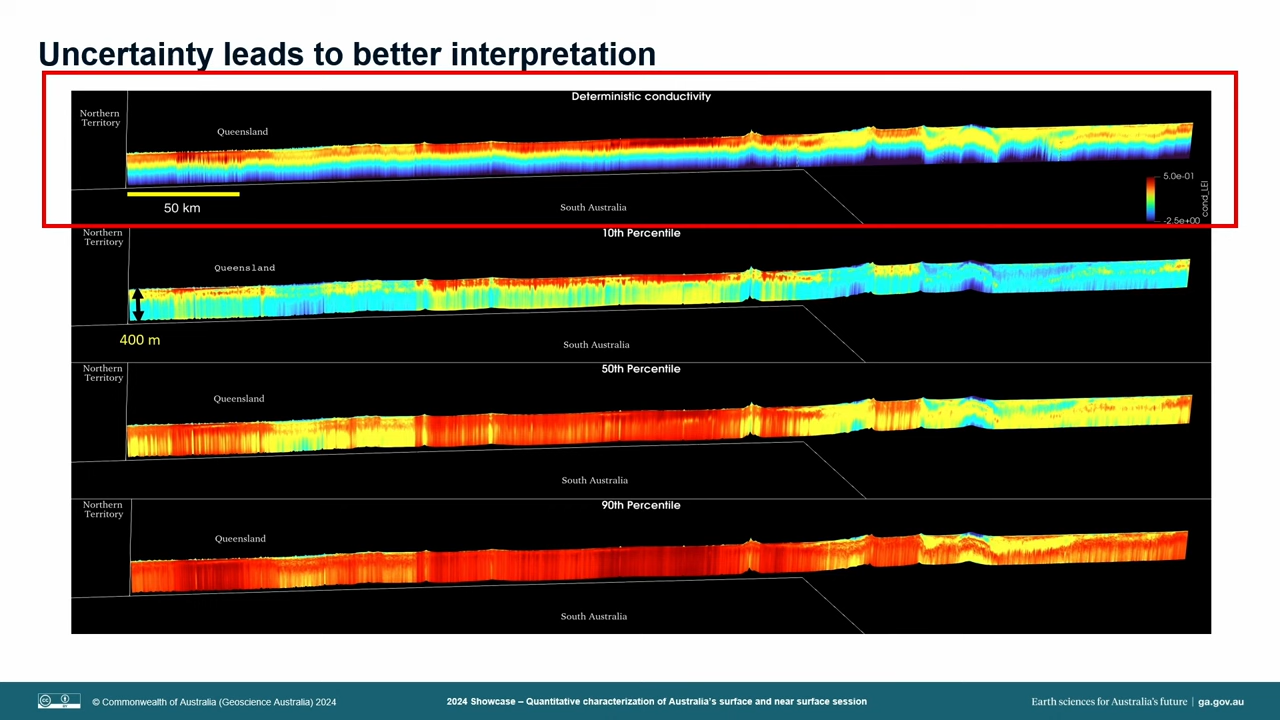 Uncertainty leads to better interpretation
Deterministic conductivity
Northern
Territory
Queensland
50 km
South Australia
5.0e-01
cond_LEI
-2.5e+00
10th Percentile
Northern
Territory
Queensland
400 m
South Australia
50th Percentile
Northern
Territory
Queensland
South Australia
90th Percentile
Northern
Territory
Queensland
South Australia
cc BY
© Commonwealth of Australia (Geoscience Australia) 2024
2024 Showcase – Quantitative characterization of Australia's surface and near surface session
Earth sciences for Australia's future | ga.gov.au